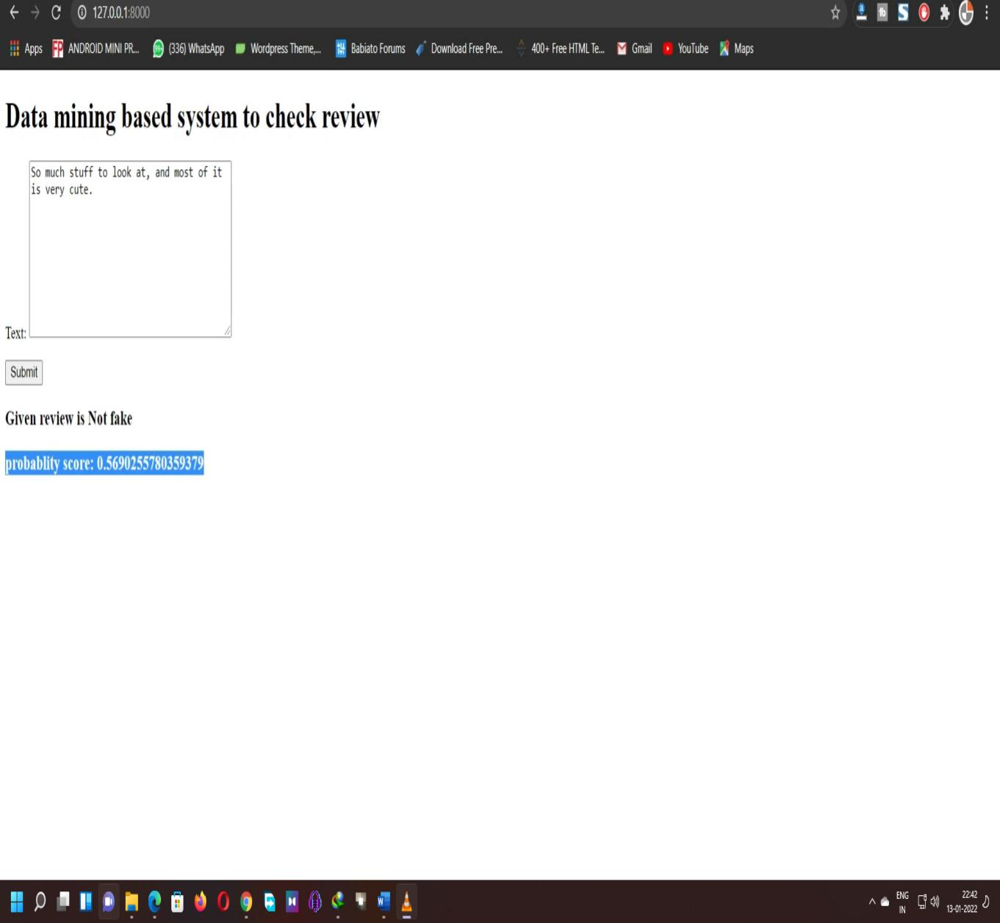 127.0.0.1:8000
Apps ANDROID MINI PR... (336) WhatsApp Wordpress Theme,... Babiato Forums Download Free Pre... 400+ Free HTML Te... Gmail YouTube Maps
Data mining based system to check review
So much stuff to look at, and most of it
is very cute.
Text:
Submit
Given review is Not fake
probablity score: 0.5690255780359379
ENG
IN
22:42
13-01-2022